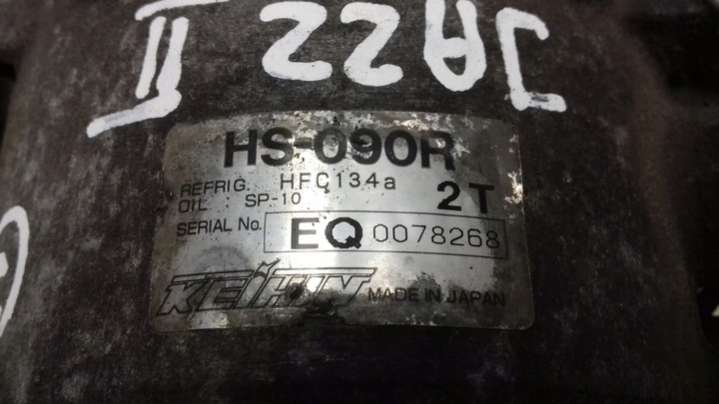 JAZZ
II
HS-090R
REFRIG. HFC134a
OIL : SP-10 2T
SERIAL No. EQ 0078268
KEIHIN MADE IN JAPAN